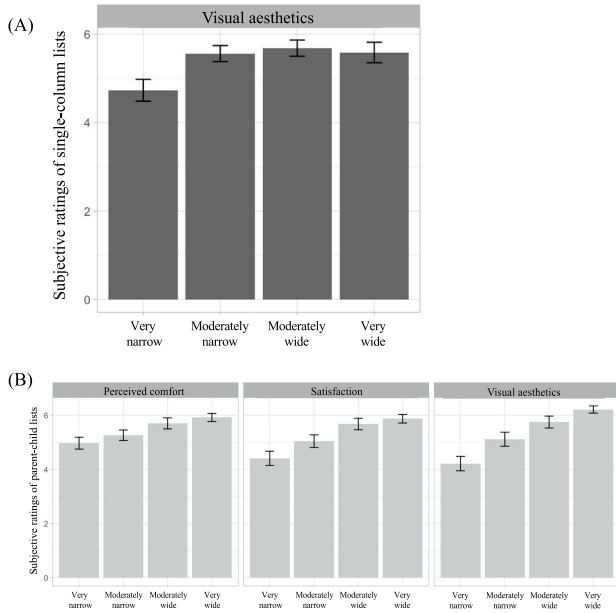 (A)
Visual aesthetics
Subjective ratings of single-column lists
6
4
2
0
Very
narrow
Moderately
narrow
Moderately
wide
Very
wide
(B)
Perceived comfort
Satisfaction
Visual aesthetics
Subjective ratings of parent-child lists
6
4
2
0
Very
narrow
Moderately
narrow
Moderately
wide
Very
wide
Very
narrow
Moderately
narrow
Moderately
wide
Very
wide
Very
narrow
Moderately
narrow
Moderately
wide
Very
wide